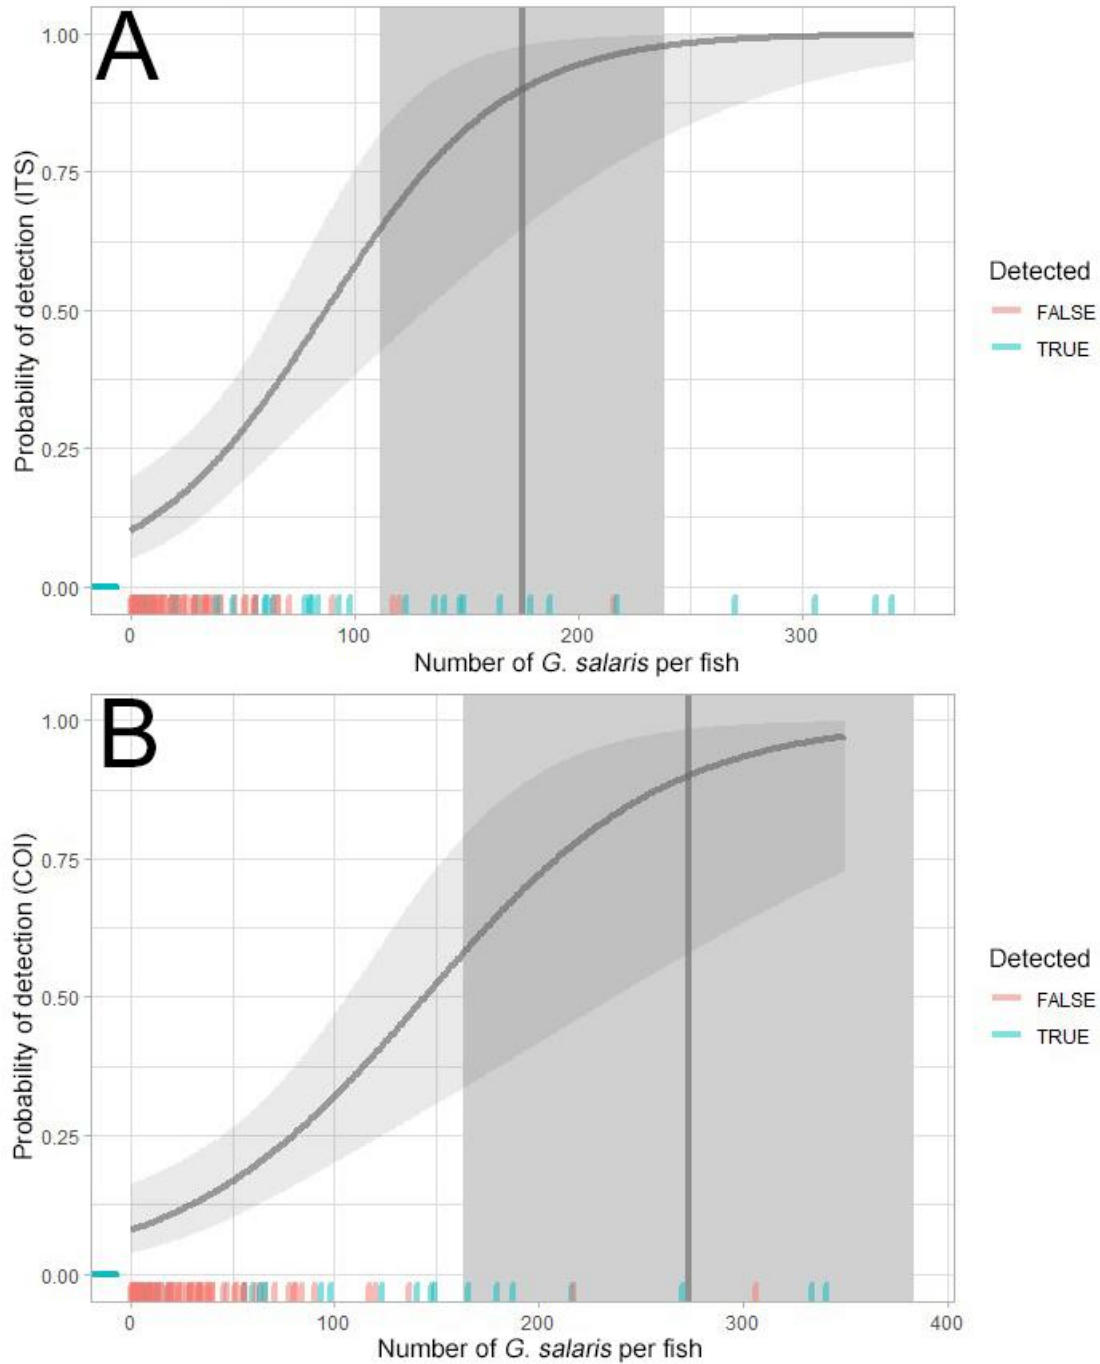 A
1.00
0.75
0.50
0.25
0.00
Probability of detection (ITS)
0 100 200 300
Number of G. salaris per fish
Detected
FALSE
TRUE
B
1.00
0.75
0.50
0.25
0.00
Probability of detection (COI)
0 100 200 300 400
Number of G. salaris per fish
Detected
FALSE
TRUE